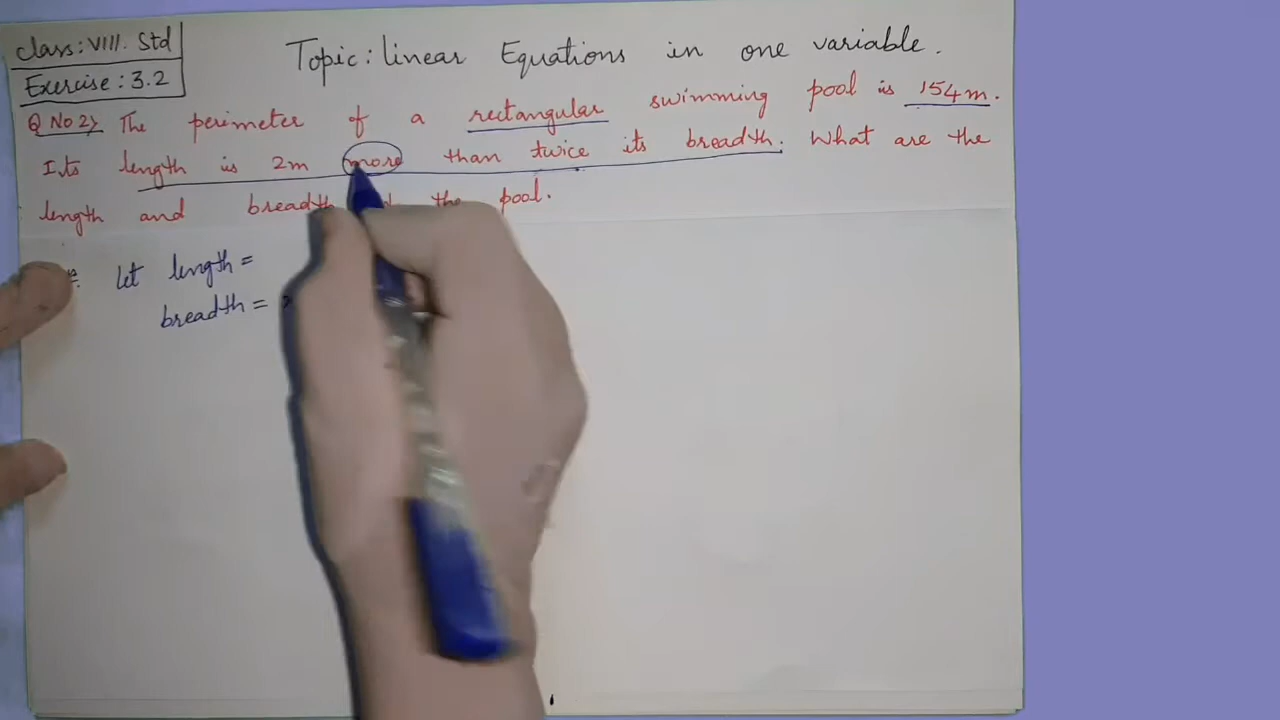 Class: VIII. Std
Exercise: 3.2
Topic: linear Equations in one variable.
Q No 2) The perimeter of a rectangular swimming pool is 154m.
Its length is 2m more than twice its breadth. What are the
length and breadth the pool.
let length =
breadth =